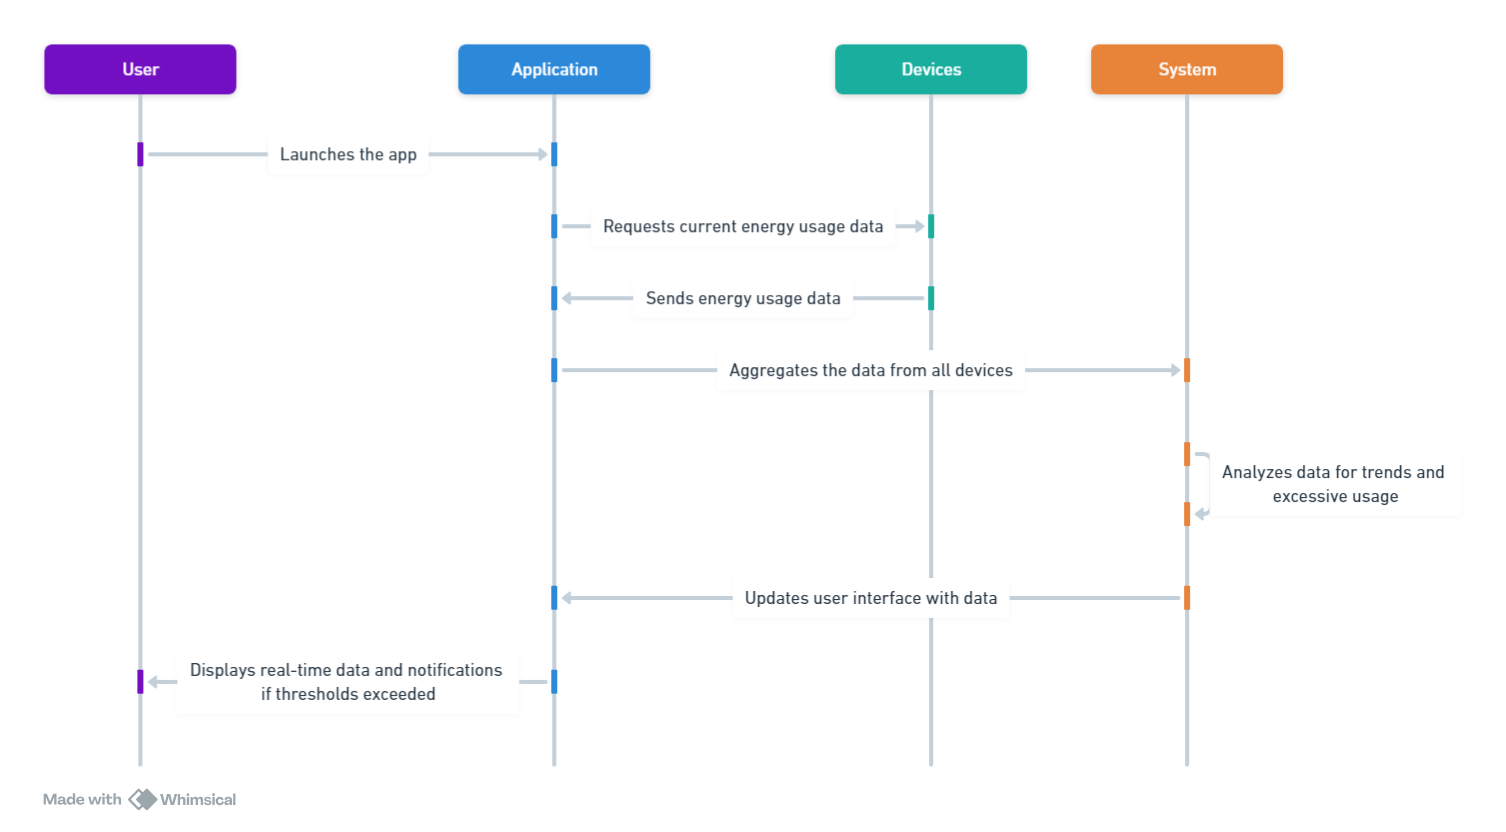 User
Application
Devices
System
Launches the app
Requests current energy usage data
Sends energy usage data
Aggregates the data from all devices
Analyzes data for trends and
excessive usage
Updates user interface with data
Displays real-time data and notifications
if thresholds exceeded
Made with Whimsical